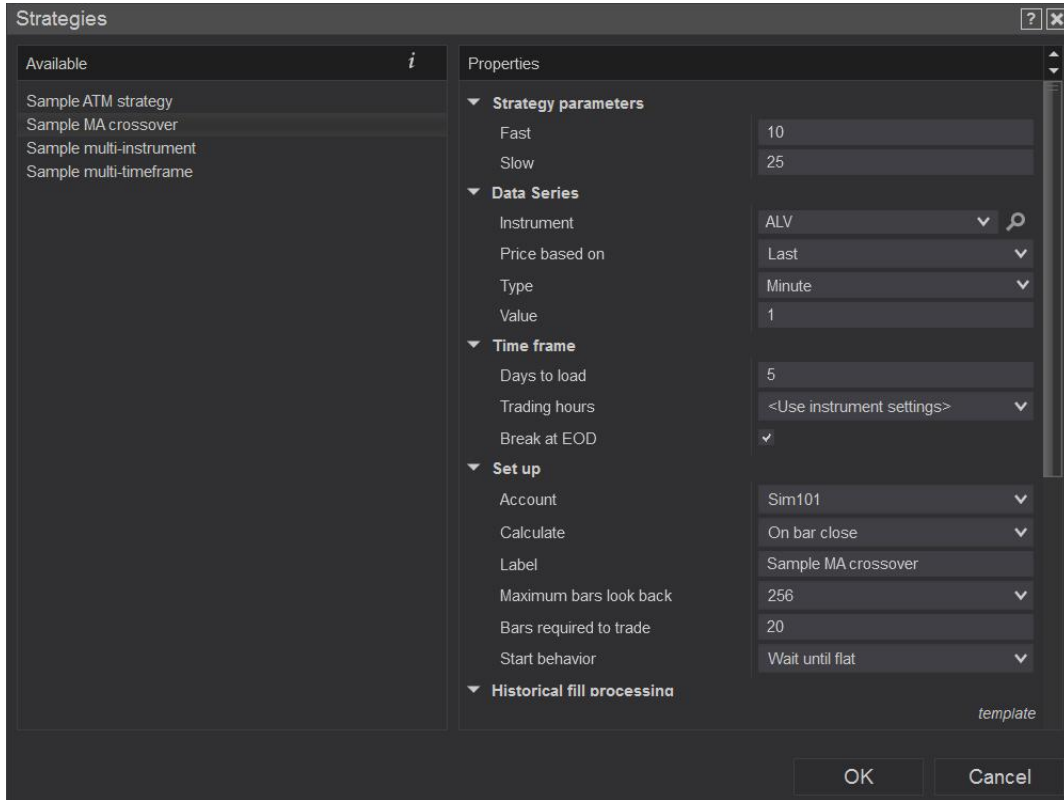 Strategies
Available i
Sample ATM strategy
Sample MA crossover
Sample multi-instrument
Sample multi-timeframe
Properties
Strategy parameters
Fast 10
Slow 25
Data Series
Instrument ALV
Price based on Last
Type Minute
Value 1
Time frame
Days to load 5
Trading hours <Use instrument settings>
Break at EOD
Set up
Account Sim101
Calculate On bar close
Label Sample MA crossover
Maximum bars look back 256
Bars required to trade 20
Start behavior Wait until flat
Historical fill processing
template
OK Cancel